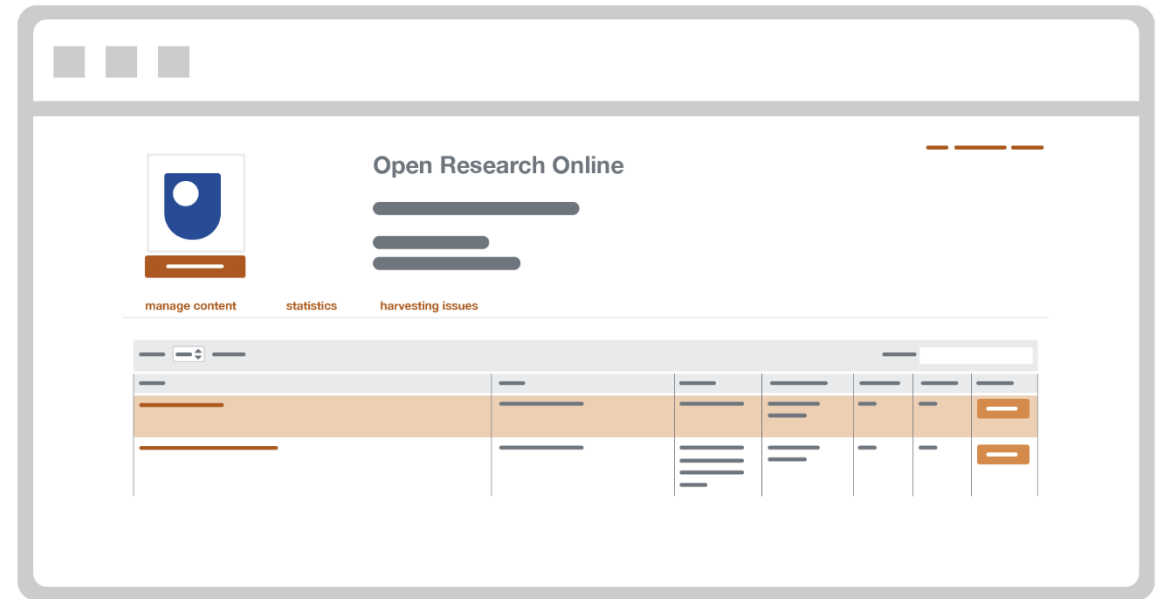 Open Research Online
manage content statistics harvesting issues